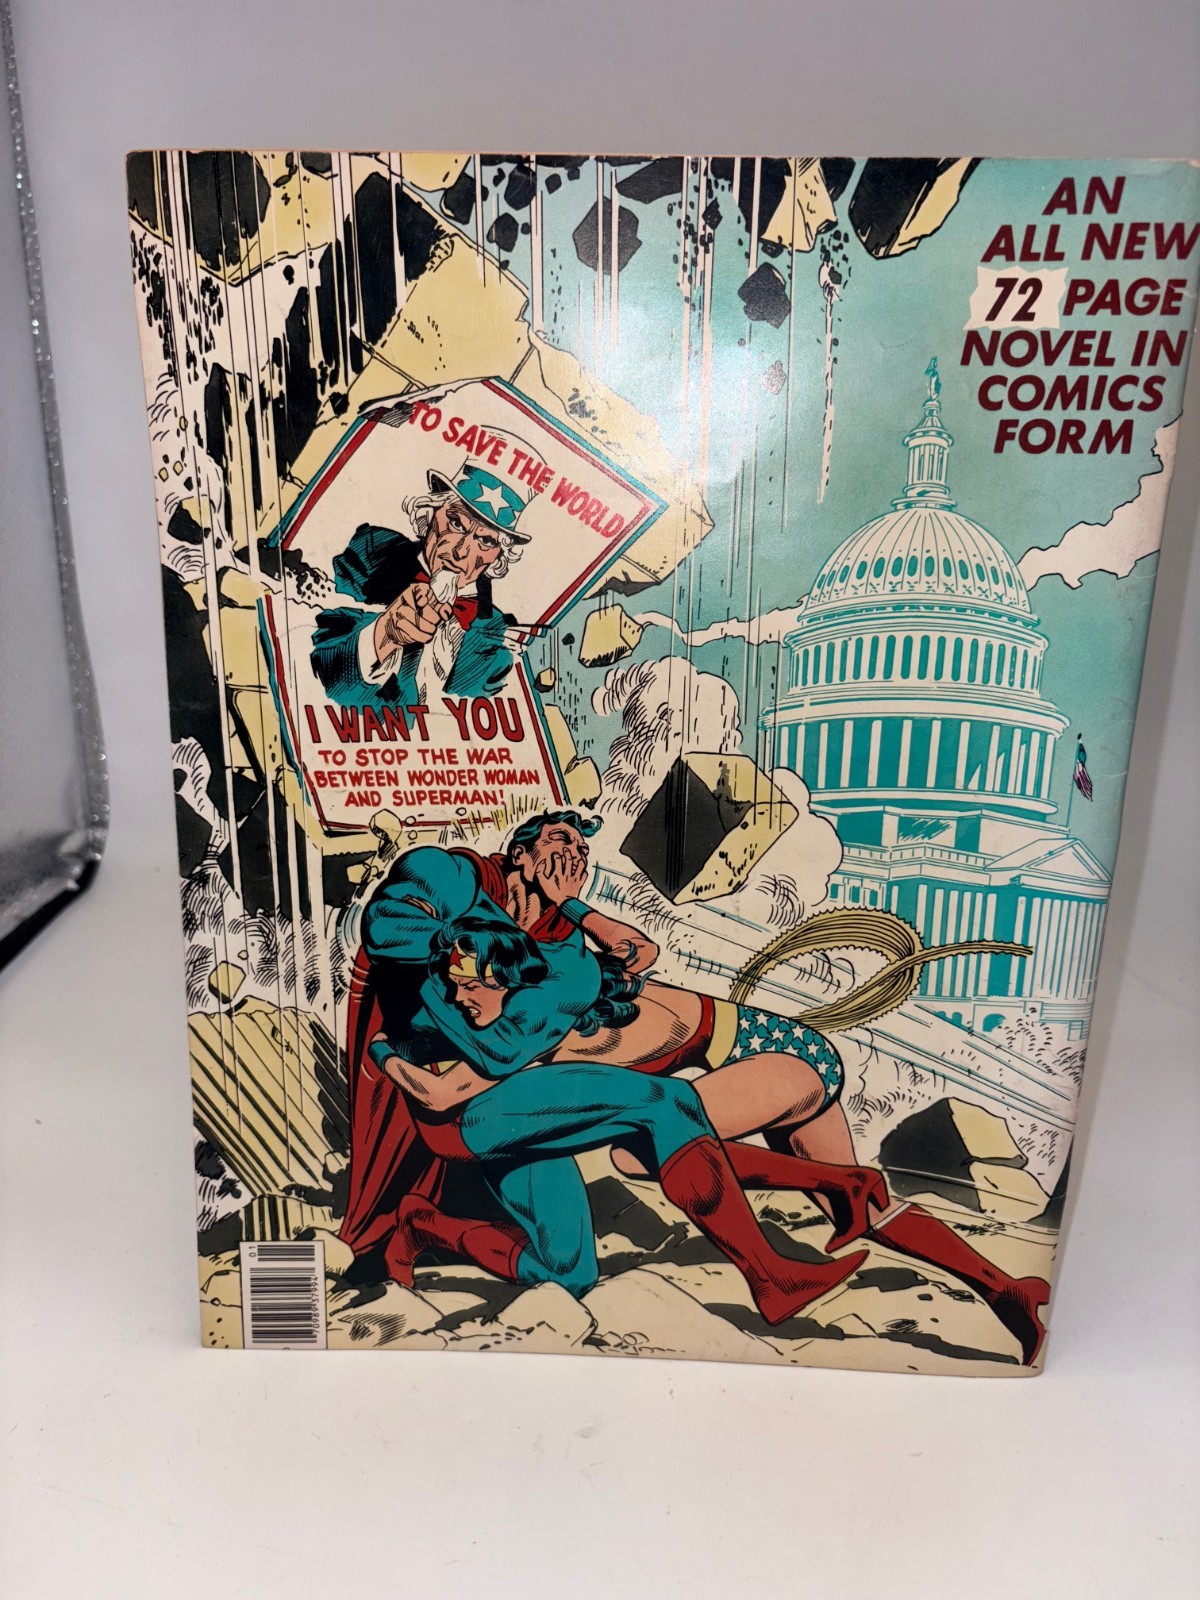 AN
ALL NEW
72 PAGE
NOVEL IN
COMICS
FORM
TO SAVE THE WORLD
I WANT YOU
TO STOP THE WAR
BETWEEN WONDER WOMAN
AND SUPERMAN!
01